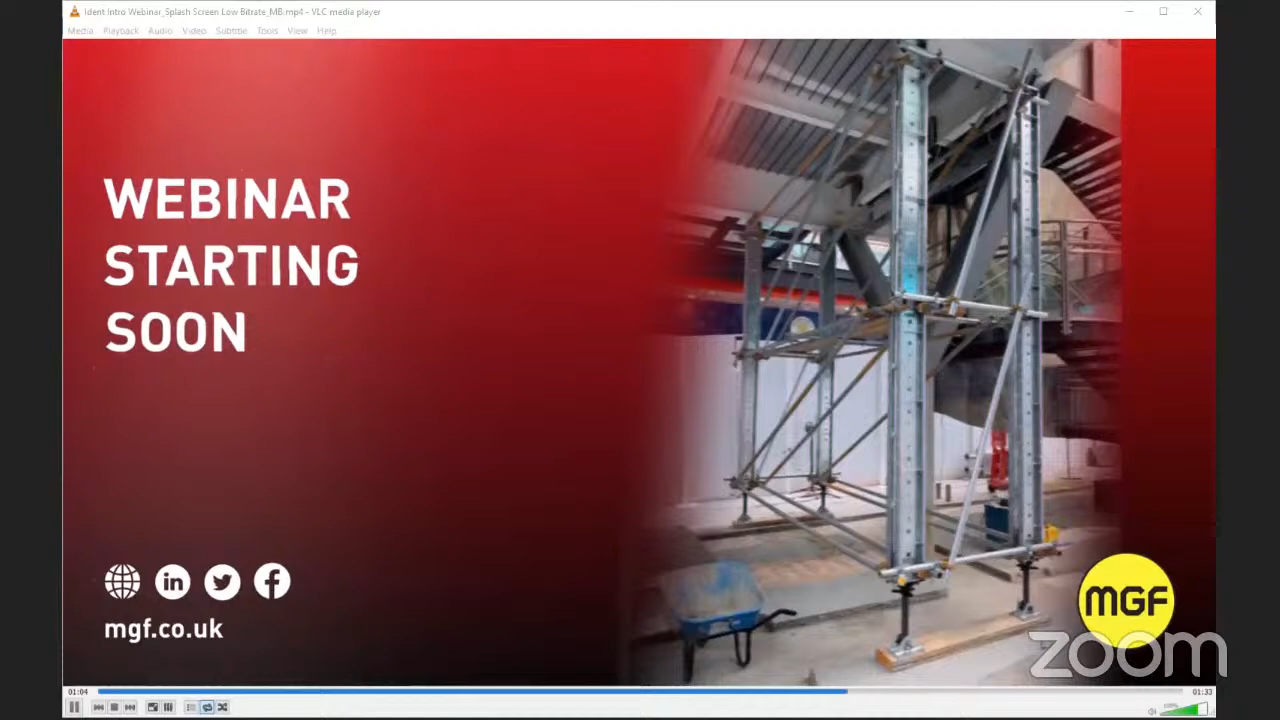 Ident Intro Webinar_Splash Screen Low Bitrate_MB.mp4 - VLC media player
Media Playback Audio Video Subtitle Tools View Help
WEBINAR
STARTING
SOON
mgf.co.uk
MGF
zoom
01:04
01:33